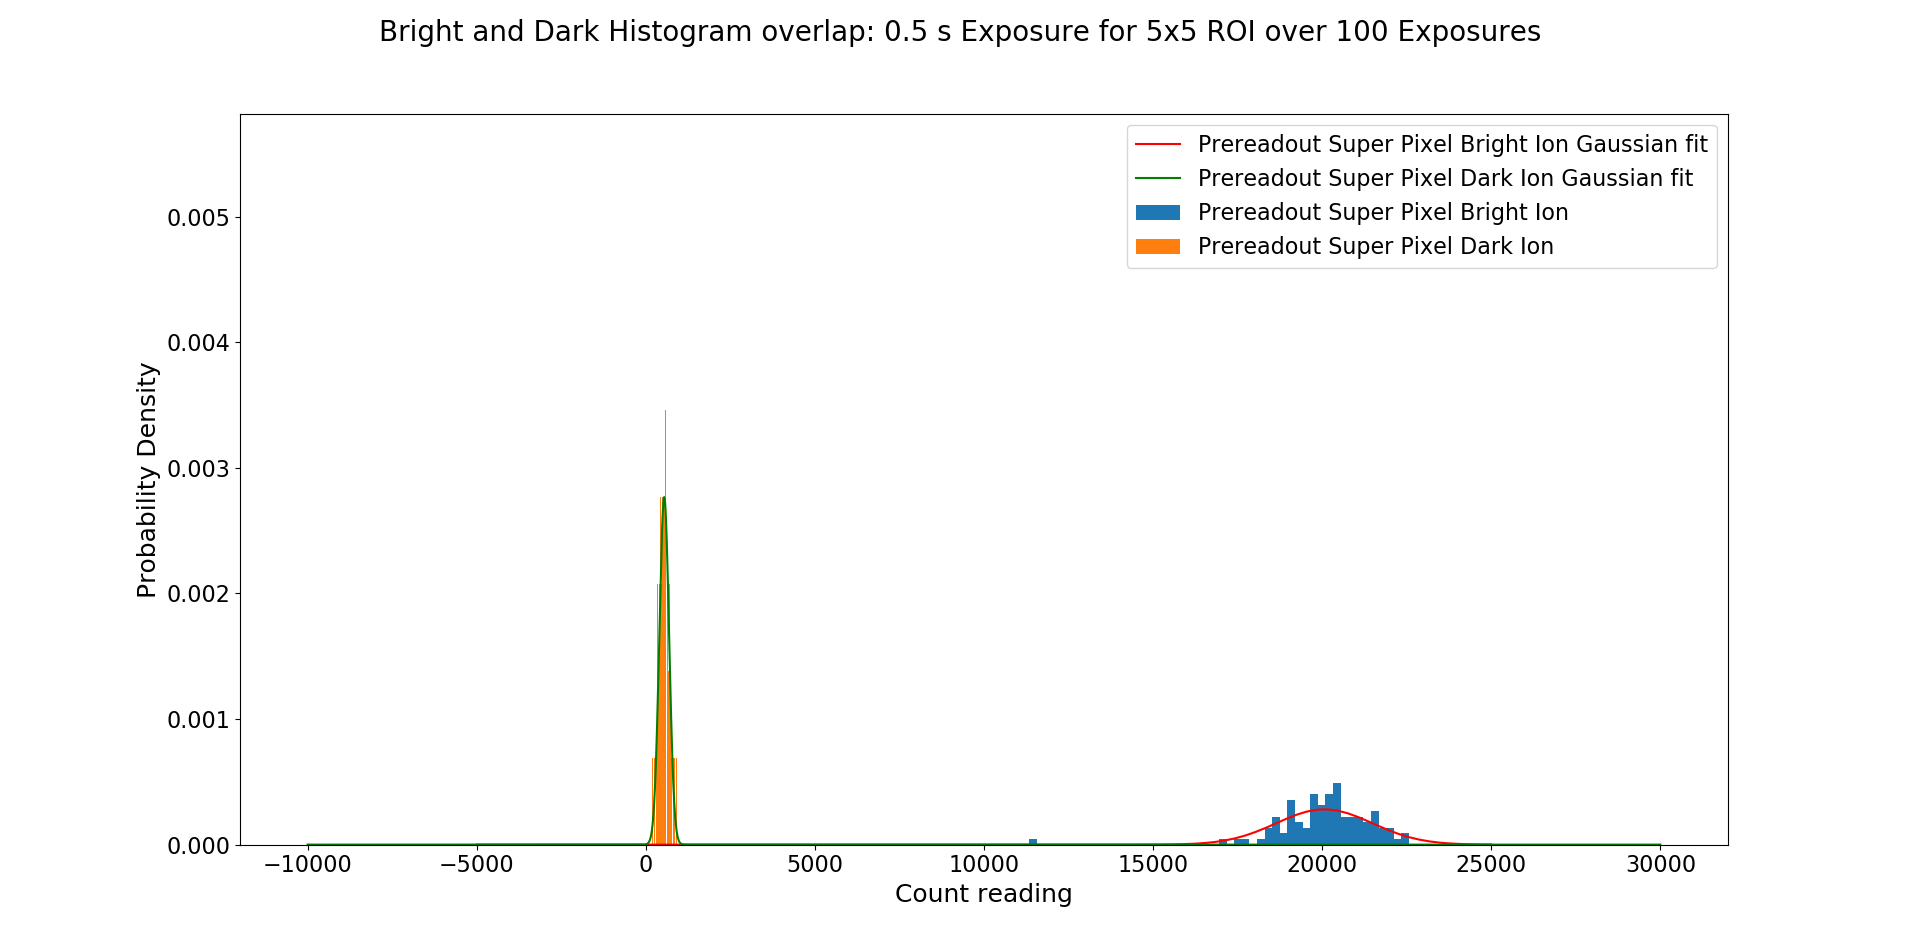 Bright and Dark Histogram overlap: 0.5 s Exposure for 5x5 ROI over 100 Exposures
Prereadout Super Pixel Bright Ion Gaussian fit
Prereadout Super Pixel Dark Ion Gaussian fit
Prereadout Super Pixel Bright Ion
Prereadout Super Pixel Dark Ion
Probability Density
0.005
0.004
0.003
0.002
0.001
0.000
−10000 −5000 0 5000 10000 15000 20000 25000 30000
Count reading